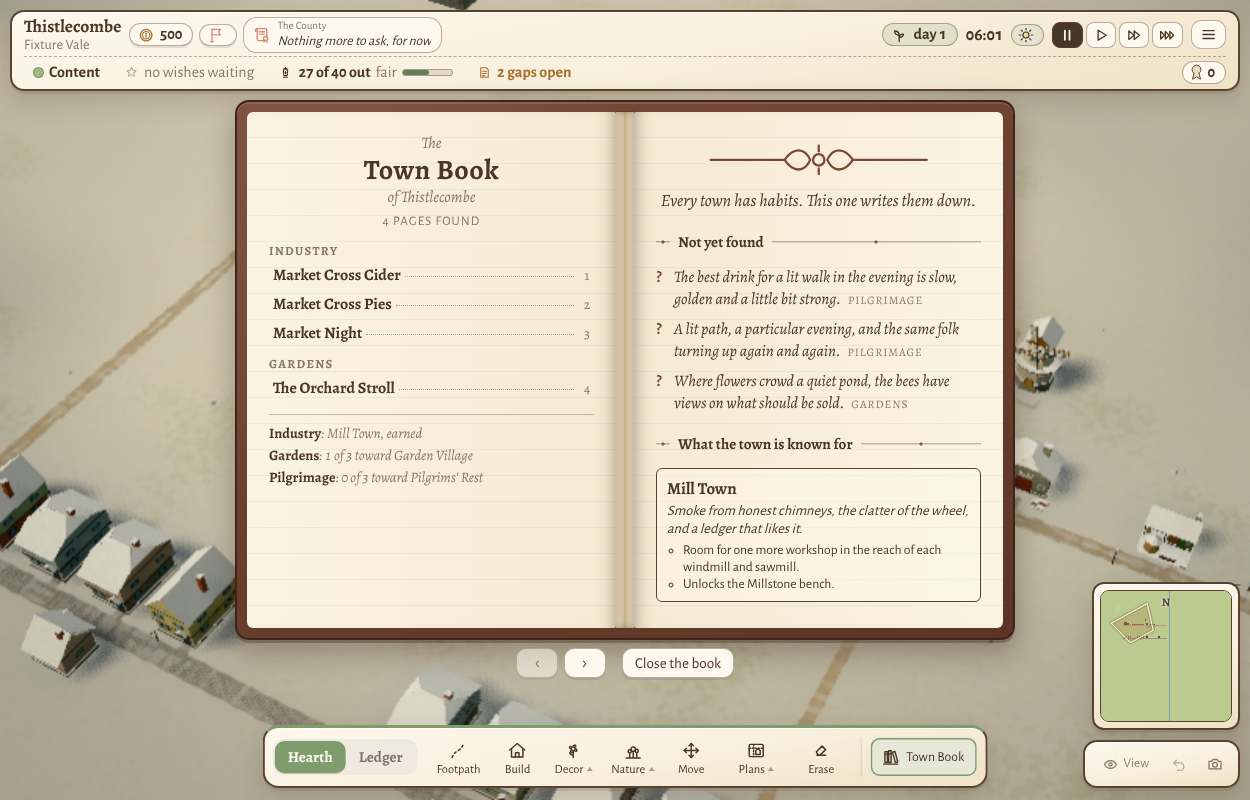 Thistlecombe
Fixture Vale
500
The County
Nothing more to ask, for now
day 1
06:01
Content
no wishes waiting
27 of 40 out fair
2 gaps open
0
The
Town Book
of Thistlecombe
4 PAGES FOUND
INDUSTRY
Market Cross Cider 1
Market Cross Pies 2
Market Night 3
GARDENS
The Orchard Stroll 4
Industry: Mill Town, earned
Gardens: 1 of 3 toward Garden Village
Pilgrimage: 0 of 3 toward Pilgrims' Rest
Every town has habits. This one writes them down.
Not yet found
? The best drink for a lit walk in the evening is slow,
golden and a little bit strong. PILGRIMAGE
? A lit path, a particular evening, and the same folk
turning up again and again. PILGRIMAGE
? Where flowers crowd a quiet pond, the bees have
views on what should be sold. GARDENS
What the town is known for
Mill Town
Smoke from honest chimneys, the clatter of the wheel,
and a ledger that likes it.
Room for one more workshop in the reach of each
windmill and sawmill.
Unlocks the Millstone bench.
‹
›
Close the book
N
Hearth
Ledger
Footpath
Build
Decor
Nature
Move
Plans
Erase
Town Book
View